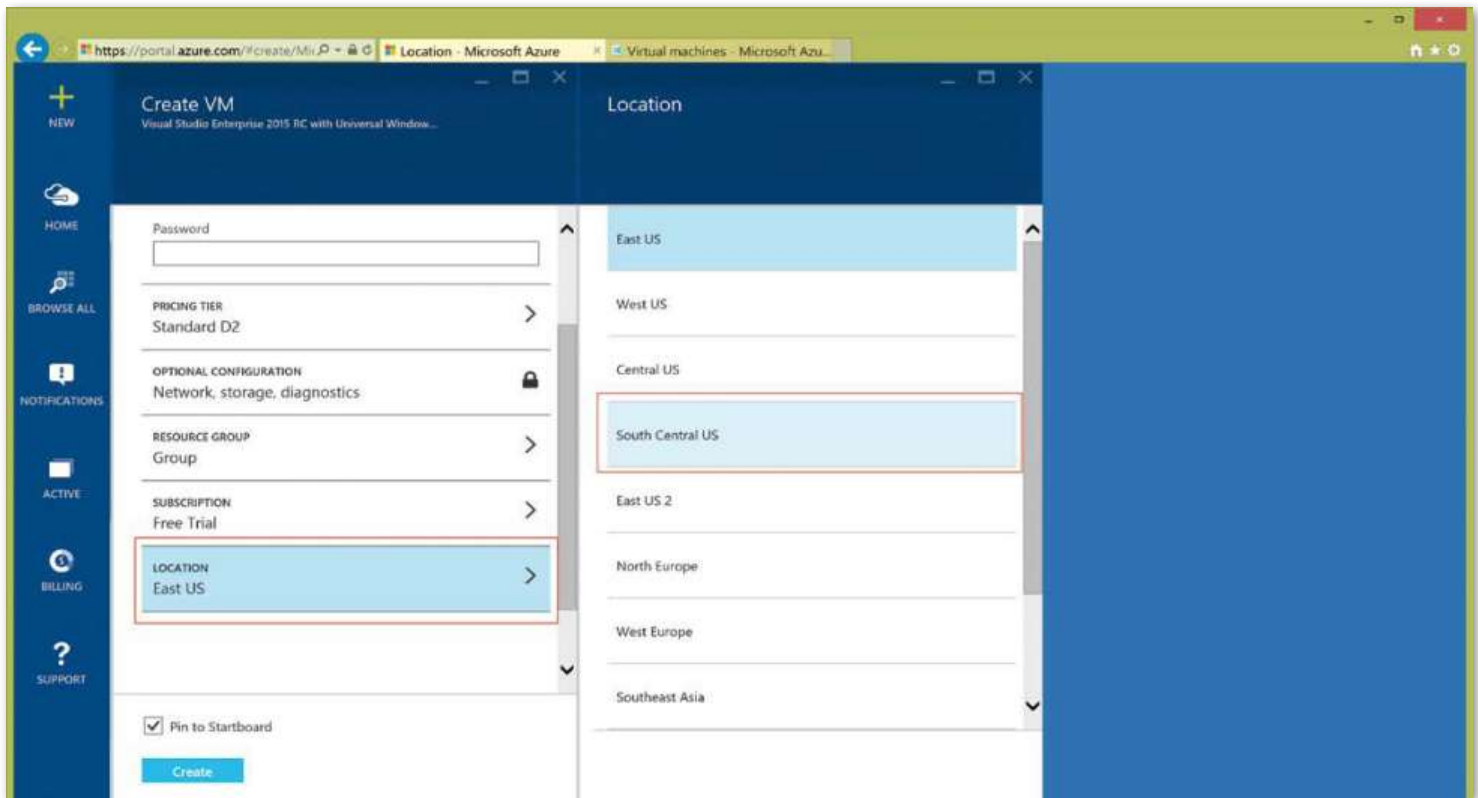 https://portal.azure.com/#create/Mic
Location - Microsoft Azure
Virtual machines - Microsoft Azu...
NEW
HOME
BROWSE ALL
NOTIFICATIONS
ACTIVE
BILLING
SUPPORT
Create VM
Visual Studio Enterprise 2015 RC with Universal Window...
Password
PRICING TIER
Standard D2
OPTIONAL CONFIGURATION
Network, storage, diagnostics
RESOURCE GROUP
Group
SUBSCRIPTION
Free Trial
LOCATION
East US
Pin to Startboard
Create
Location
East US
West US
Central US
South Central US
East US 2
North Europe
West Europe
Southeast Asia